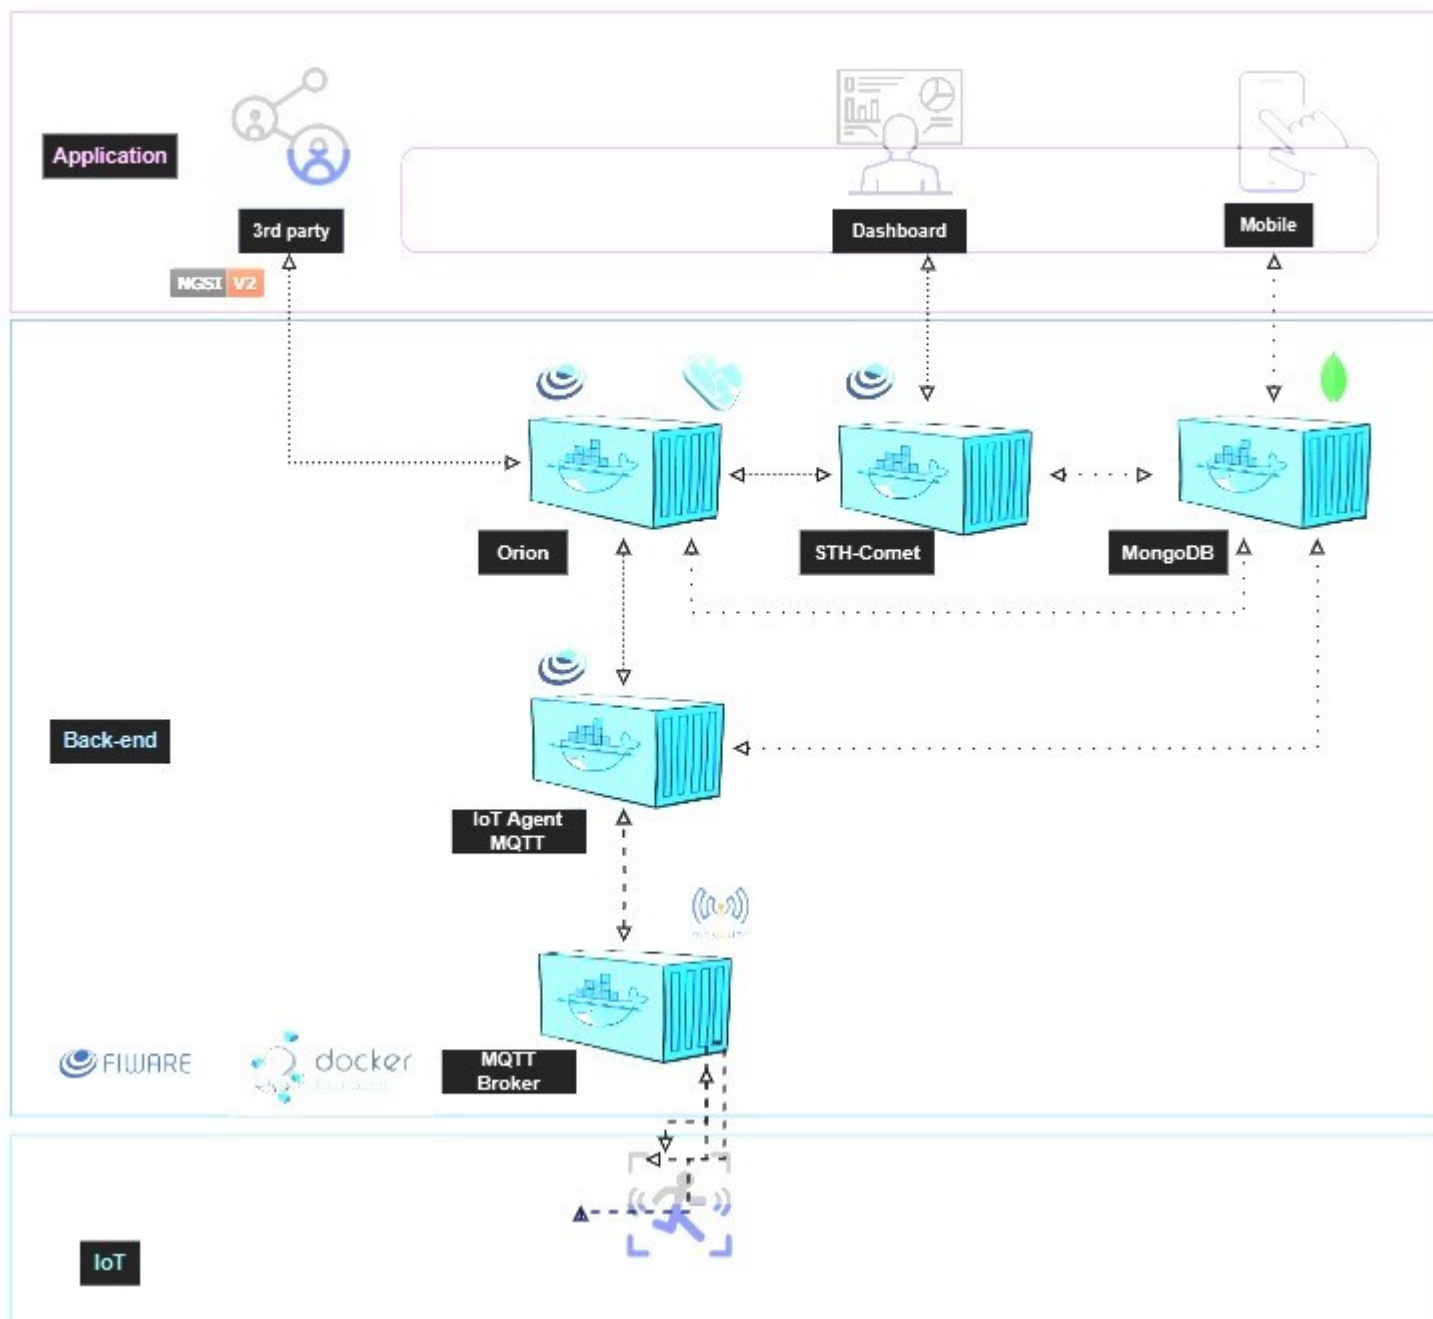 Application
3rd party
Dashboard
Mobile
NGSI V2
Orion
STH-Comet
MongoDB
Back-end
IoT Agent
MQTT
FIWARE
docker
MQTT
Broker
IoT